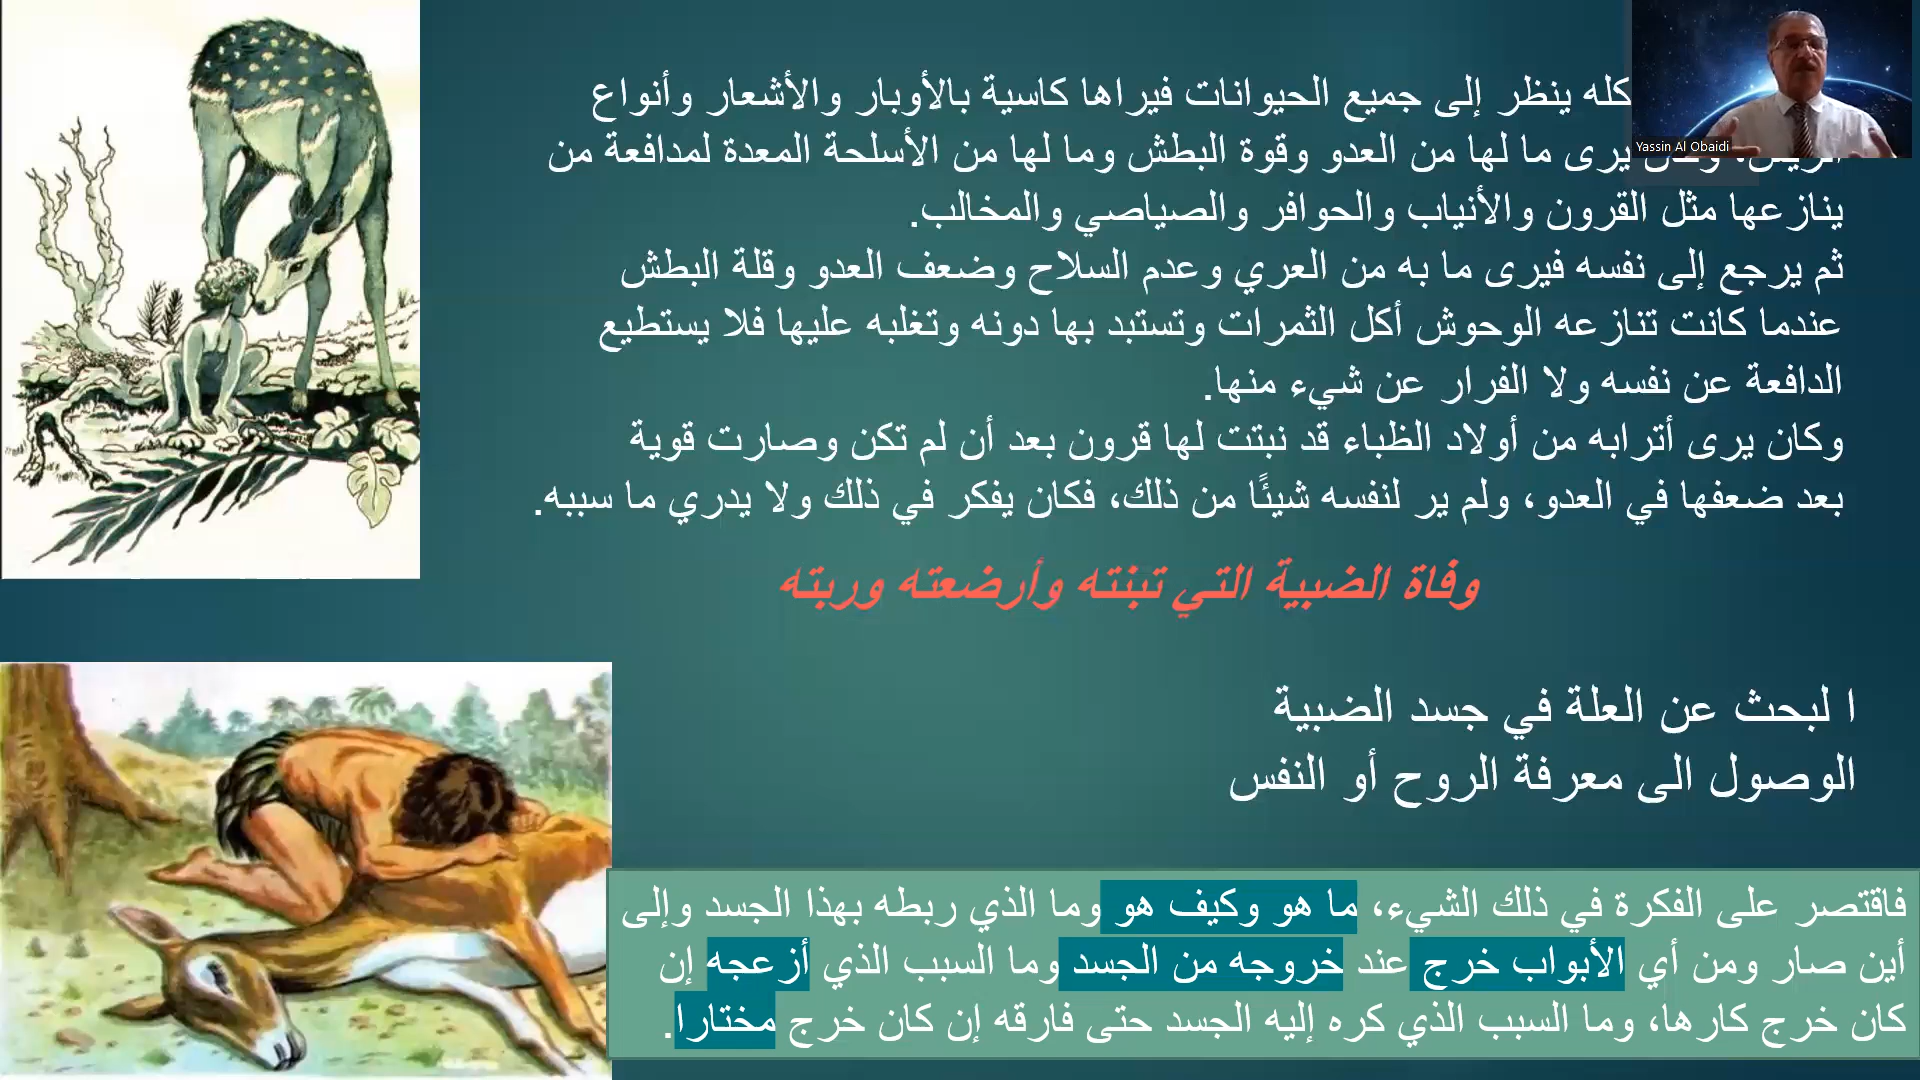 كله ينظر إلى جميع الحيوانات فيراها كاسية بالأوبار والأشعار وأنواع
يرى ما لها من العدو وقوة البطش وما لها من الأسلحة المعدة لمدافعة من
ينازعها مثل القرون والأنياب والحوافر والصياصي والمخالب.
ثم يرجع إلى نفسه فيرى ما به من العري وعدم السلاح وضعف العدو وقلة البطش
عندما كانت تنازعه الوحوش أكل الثمرات وتستبد بها دونه وتغلبه عليها فلا يستطيع
الدافعة عن نفسه ولا الفرار عن شيء منها.
وكان يرى أترابه من أولاد الظباء قد نبتت لها قرون بعد أن لم تكن وصارت قوية
بعد ضعفها في العدو، ولم ير لنفسه شيئًا من ذلك، فكان يفكر في ذلك ولا يدري ما سببه.
وفاة الضبية التي تبنته وأرضعته وربته
ا لبحث عن العلة في جسد الضبية
الوصول الى معرفة الروح أو النفس
فاقتصر على الفكرة في ذلك الشيء، ما هو وكيف هو وما الذي ربطه بهذا الجسد وإلى
أين صار ومن أي الأبواب خرج عند خروجه من الجسد وما السبب الذي أزعجه إن
كان خرج كارها، وما السبب الذي كره إليه الجسد حتى فارقه إن كان خرج مختارا.
Yassin Al Obaidi